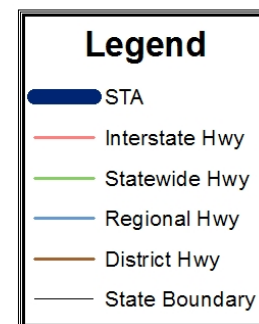 Legend
STA
Interstate Hwy
Statewide Hwy
Regional Hwy
District Hwy
State Boundary